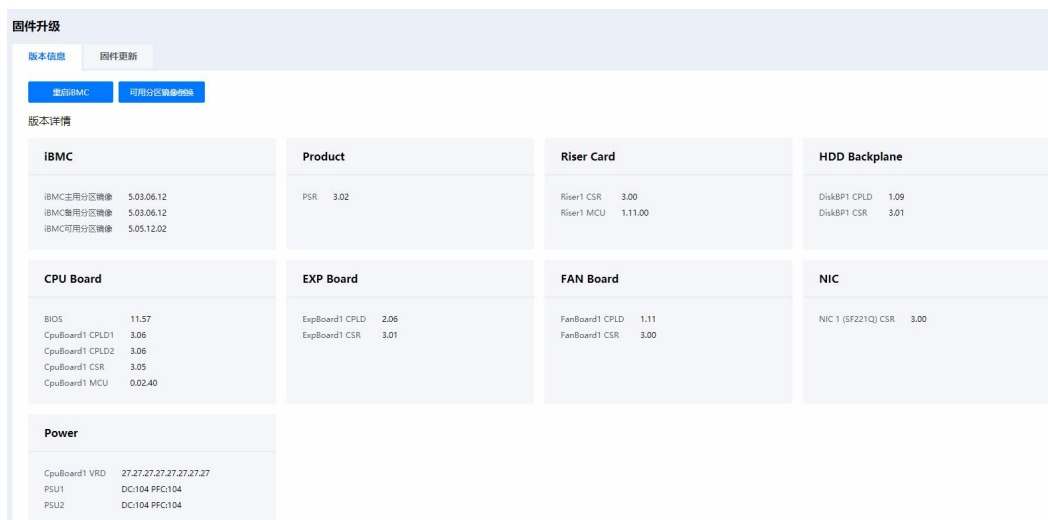 固件升级
版本信息 固件更新
重启iBMC 可用分区镜像倒换
版本详情
iBMC
iBMC主用分区镜像 5.03.06.12
iBMC备用分区镜像 5.03.06.12
iBMC可用分区镜像 5.05.12.02
Product
PSR 3.02
Riser Card
Riser1 CSR 3.00
Riser1 MCU 1.11.00
HDD Backplane
DiskBP1 CPLD 1.09
DiskBP1 CSR 3.01
CPU Board
BIOS 11.57
CpuBoard1 CPLD1 3.06
CpuBoard1 CPLD2 3.06
CpuBoard1 CSR 3.05
CpuBoard1 MCU 0.02.40
EXP Board
ExpBoard1 CPLD 2.06
ExpBoard1 CSR 3.01
FAN Board
FanBoard1 CPLD 1.11
FanBoard1 CSR 3.00
NIC
NIC 1 (SF221Q) CSR 3.00
Power
CpuBoard1 VRD 27.27.27.27.27.27.27.27
PSU1 DC:104 PFC:104
PSU2 DC:104 PFC:104